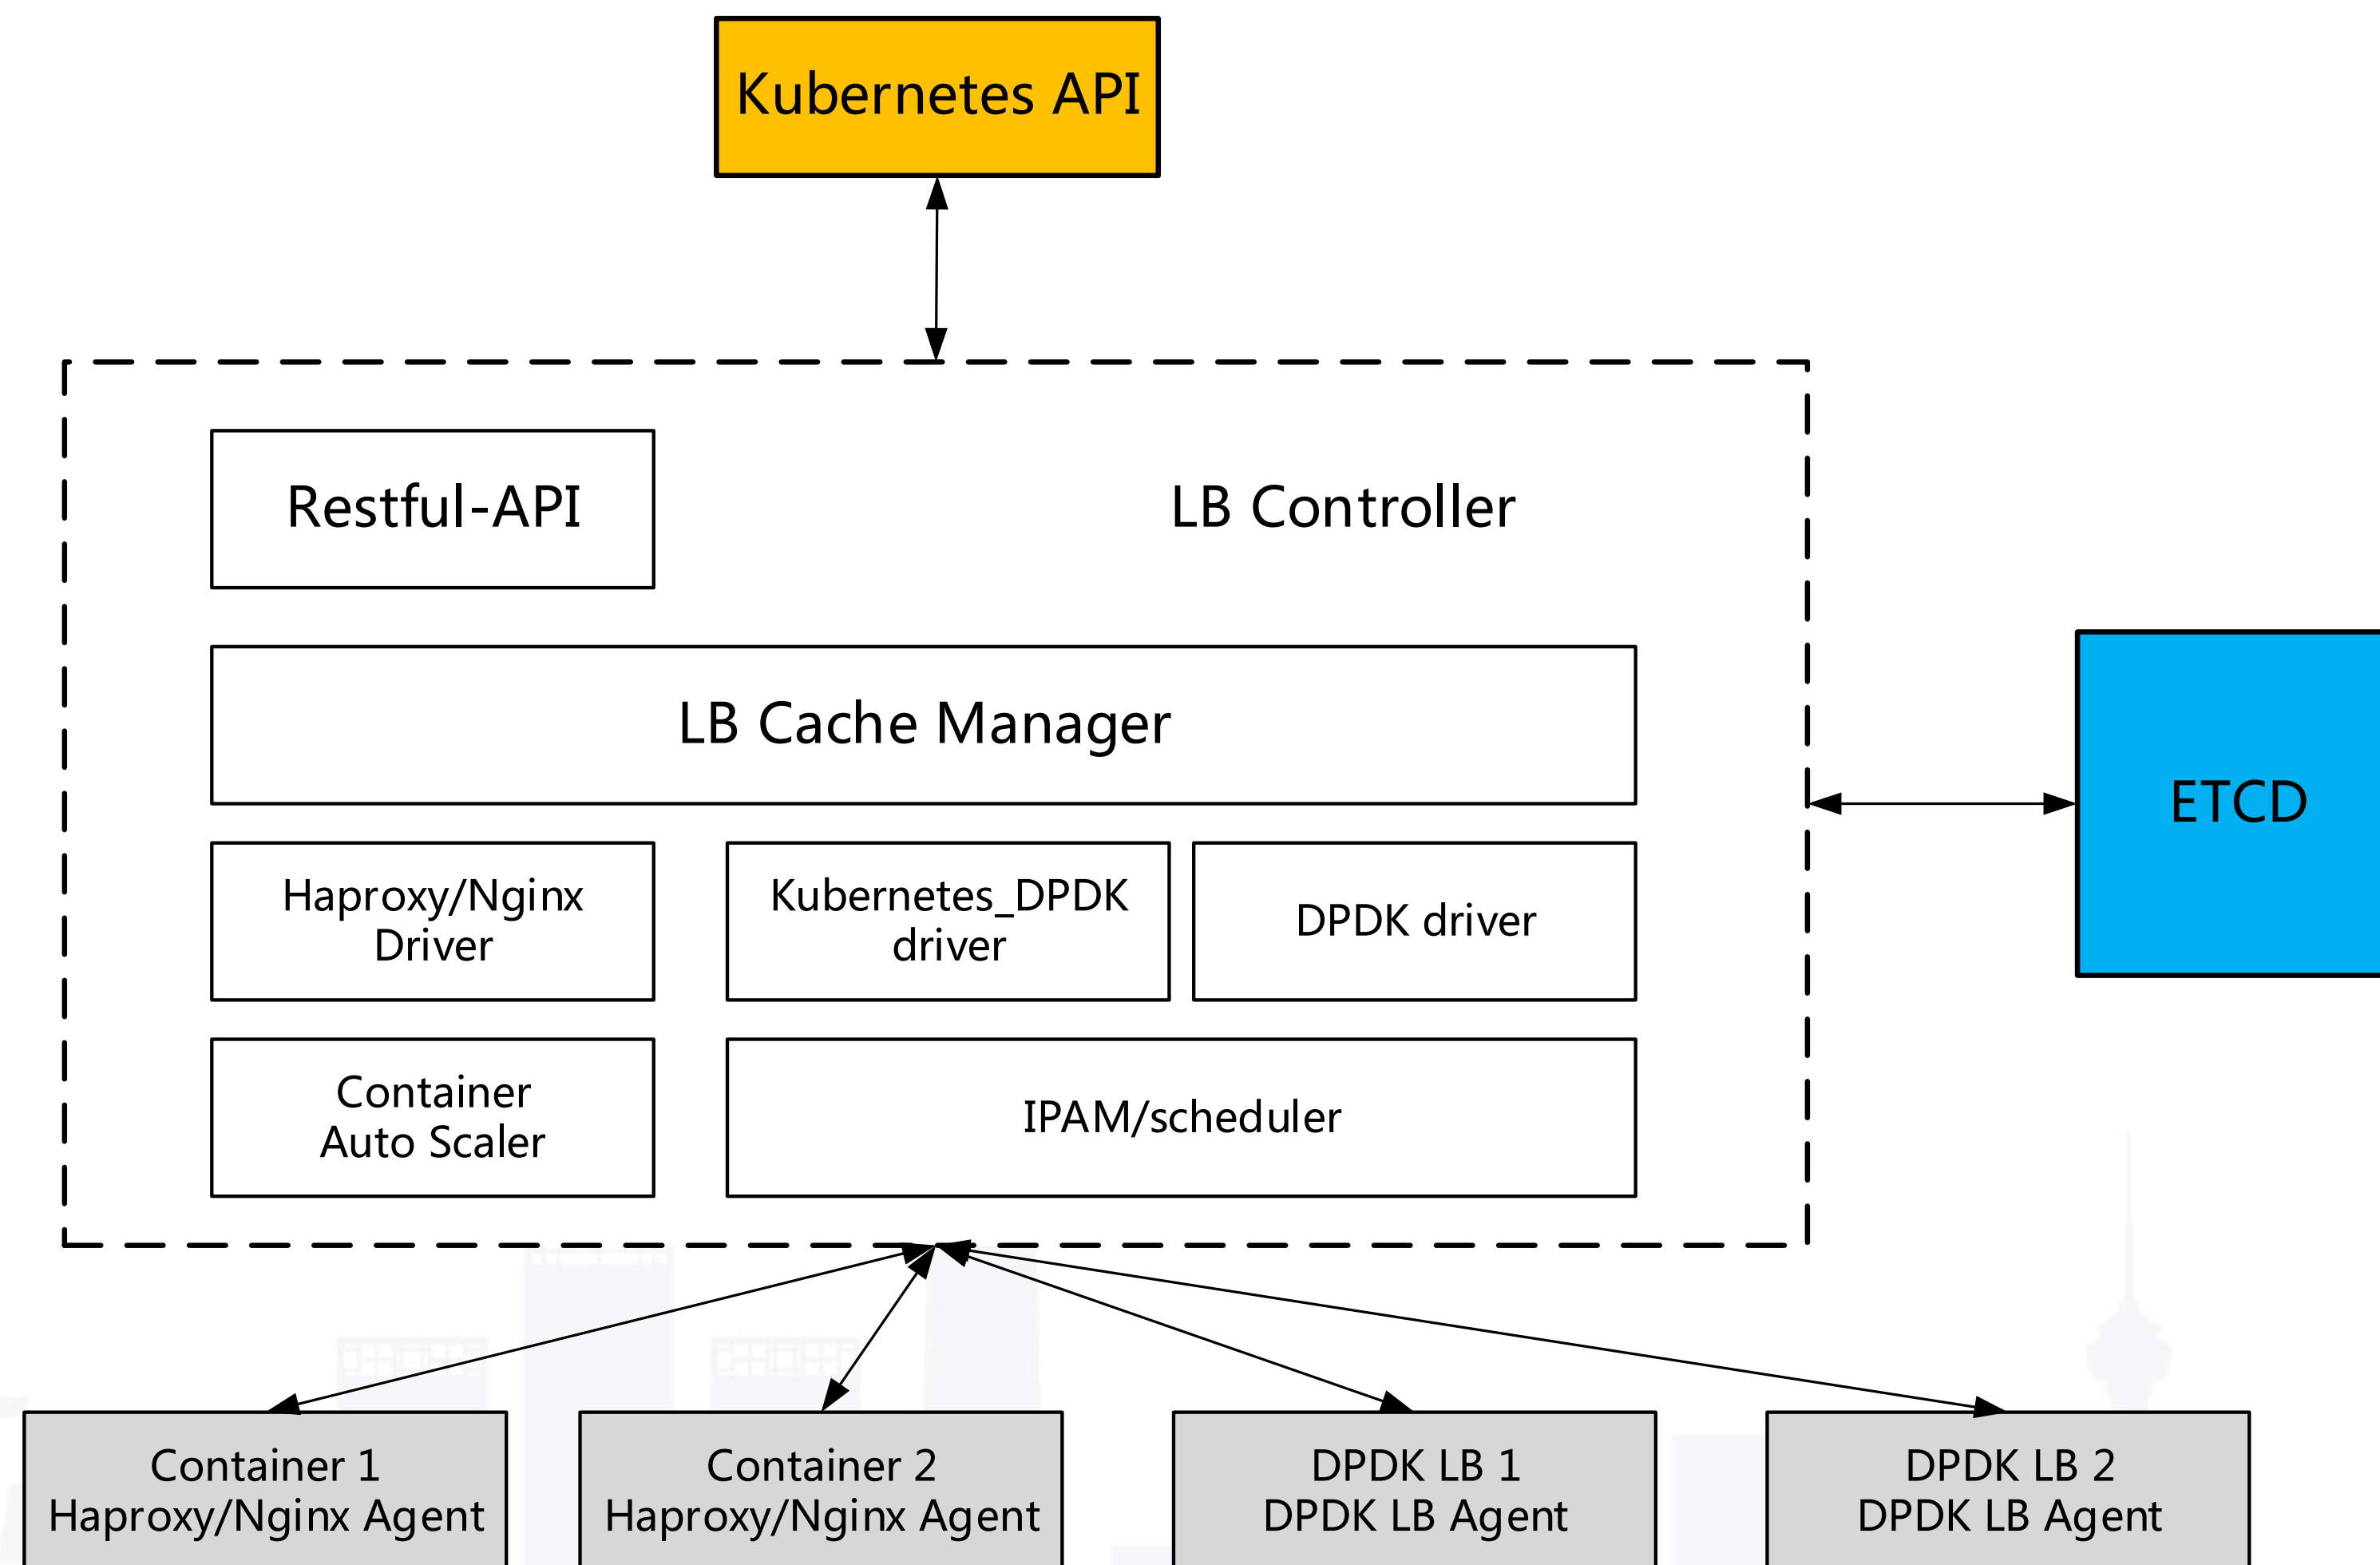 Kubernetes API
Restful-API
LB Controller
LB Cache Manager
ETCD
Haproxy/Nginx
Driver
Kubernetes_DPDK
driver
DPDK driver
Container
Auto Scaler
IPAM/scheduler
Container 1
Haproxy/Nginx Agent
Container 2
Haproxy/Nginx Agent
DPDK LB 1
DPDK LB Agent
DPDK LB 2
DPDK LB Agent